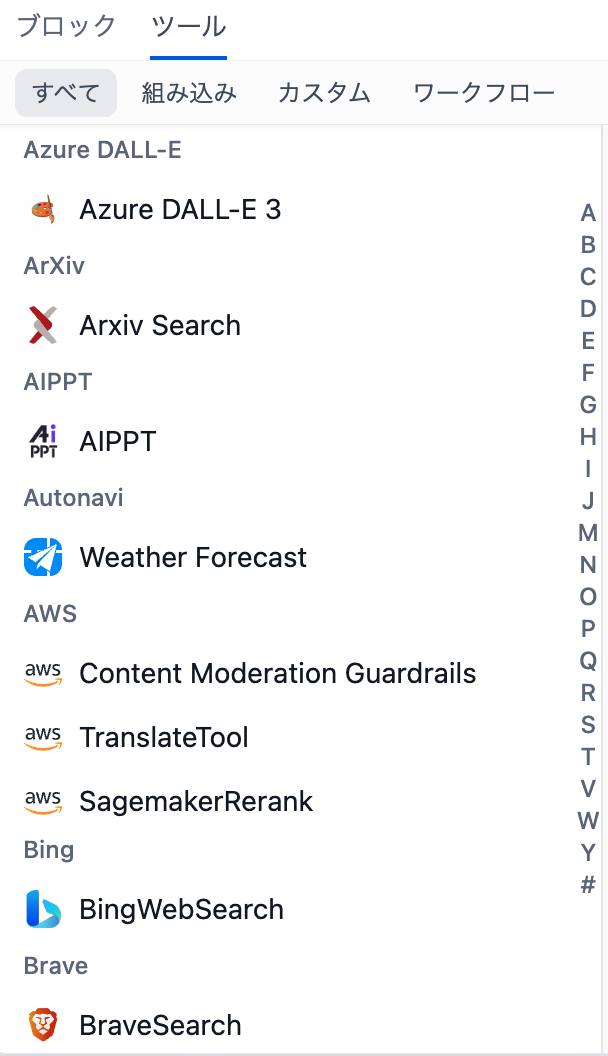 ブロック ツール
すべて 組み込み カスタム ワークフロー
Azure DALL-E
Azure DALL-E 3
ArXiv
Arxiv Search
AIPPT
Ai PPT AIPPT
Autonavi
Weather Forecast
AWS
aws Content Moderation Guardrails
aws TranslateTool
aws SagemakerRerank
Bing
BingWebSearch
Brave
BraveSearch
A
B
C
D
E
F
G
H
I
J
M
N
O
P
Q
R
S
T
V
W
Y
#